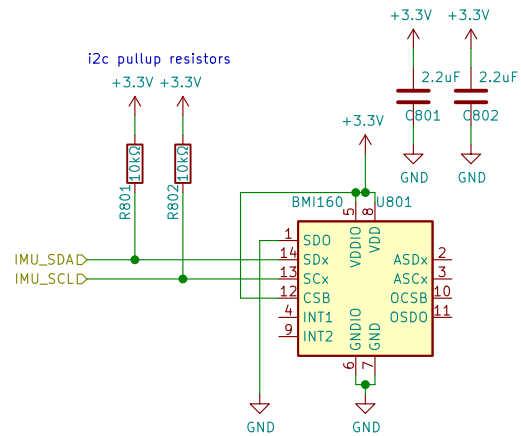 +3.3V +3.3V
i2c pullup resistors
+3.3V +3.3V
2.2uF 2.2uF
C801 C802
+3.3V
10kΩ 10kΩ
R801 R802
GND GND
BMI160 U801
5 8
VDDIO VDD
1 SDO
IMU_SDA 14 SDx ASDx 2
IMU_SCL 13 SCx ASCx 3
12 CSB OCSB 10
4 INT1 OSDO 11
9 INT2
GNDIO GND
6 7
GND GND